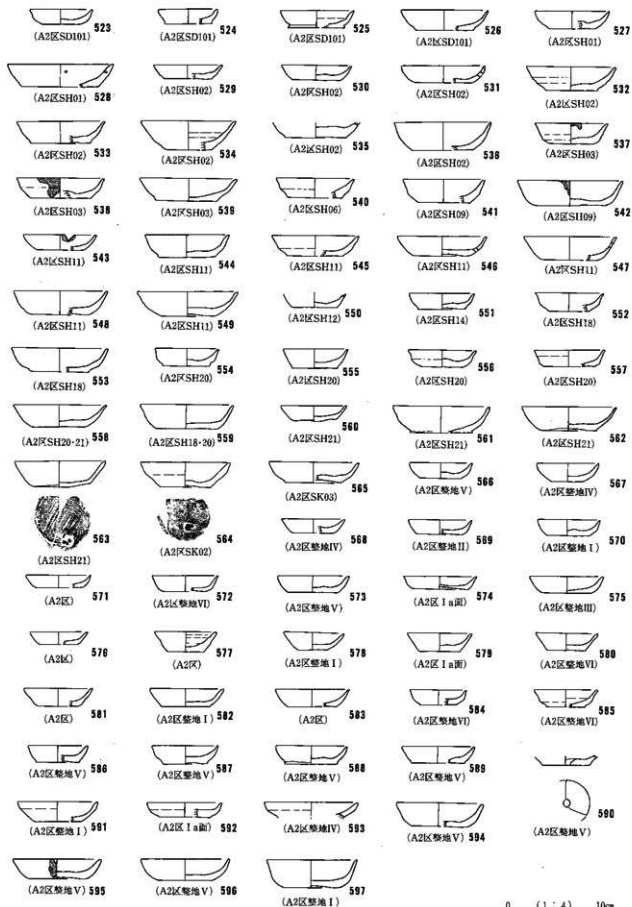 523 524 525 526 527
(A2区SD101) (A2区SD101) (A2区SD101) (A2区SD101) (A2区SH01)
528 529 530 531 532
(A2区SH01) (A2区SH02) (A2区SH02) (A2区SH02) (A2区SH02)
533 534 535 536 537
(A2区SH02) (A2区SH02) (A2区SH02) (A2区SH02) (A2区SH03)
538 539 540 541 542
(A2区SH03) (A2区SH03) (A2区SH06) (A2区SH09) (A2区SH09)
543 544 545 546 547
(A2区SH11) (A2区SH11) (A2区SH11) (A2区SH11) (A2区SH11)
548 549 550 551 552
(A2区SH11) (A2区SH11) (A2区SH12) (A2区SH14) (A2区SH18)
553 554 555 556 557
(A2区SH18) (A2区SH20) (A2区SH20) (A2区SH20) (A2区SH20)
558 559 560 561 562
(A2区SH20・21) (A2区SH18・20) (A2区SH21) (A2区SH21) (A2区SH21)
565 566 567
(A2区SK03) (A2区整地V) (A2区整地IV)
563 564 568 569 570
(A2区SH21) (A2区SK02) (A2区整地IV) (A2区整地II) (A2区整地I)
571 572 573 574 575
(A2区) (A2区整地VI) (A2区整地V) (A2区Ia面) (A2区整地III)
576 577 578 579 580
(A2区) (A2区) (A2区整地I) (A2区Ia面) (A2区整地VI)
581 582 583 584 585
(A2区) (A2区整地I) (A2区) (A2区整地VI) (A2区整地VI)
586 587 588 589
(A2区整地V) (A2区整地V) (A2区整地V) (A2区整地V)
591 592 593 594 590
(A2区整地I) (A2区Ia面) (A2区整地IV) (A2区整地V) (A2区整地V)
595 596 597
(A2区整地V) (A2区整地V) (A2区整地I)
0 (1:4) 10cm